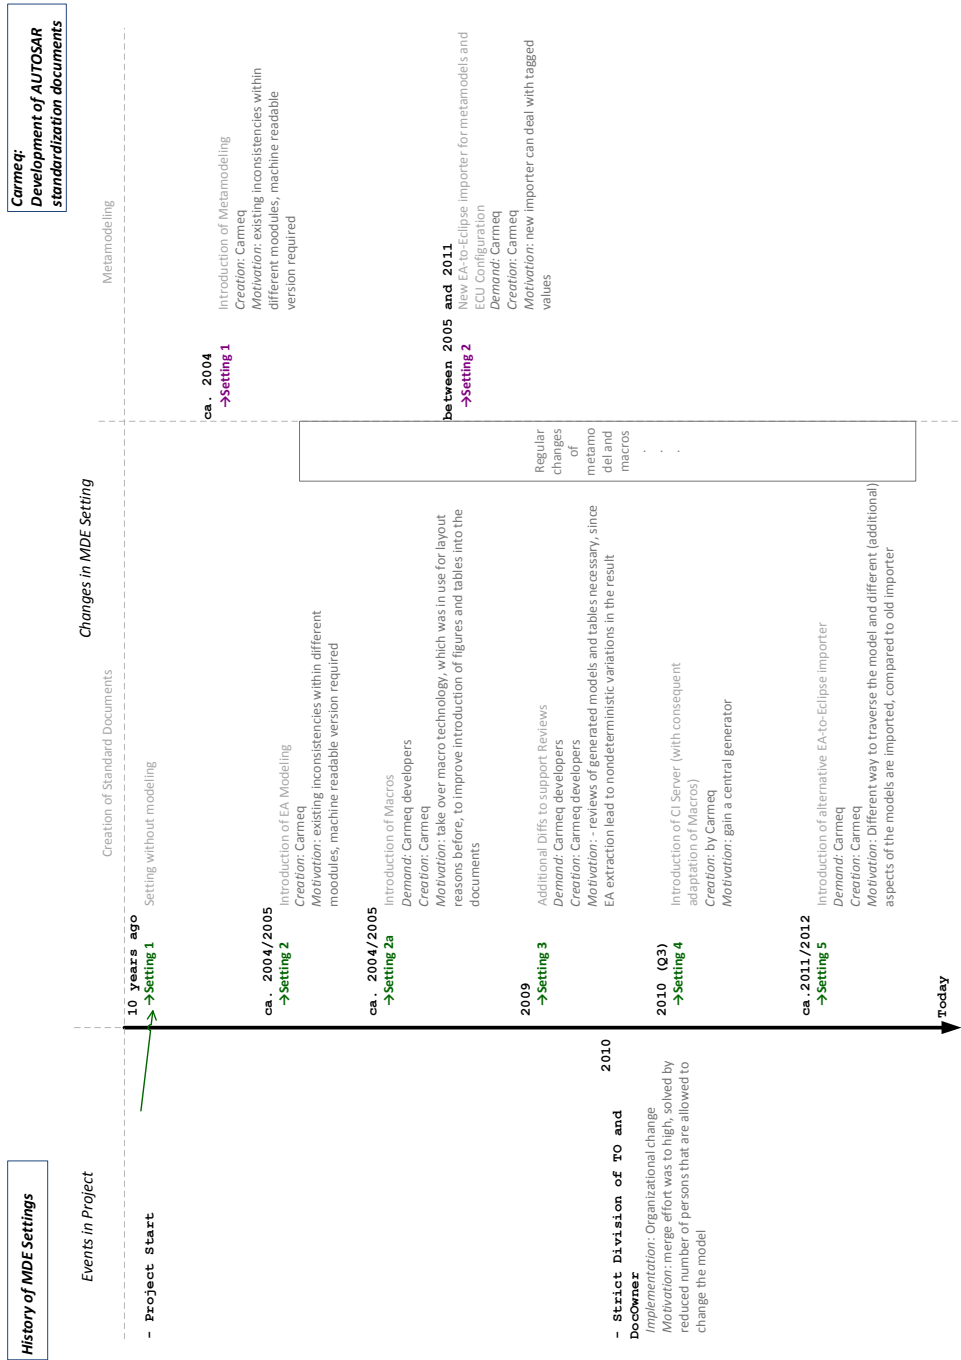 History of MDE Settings
Carmeq:
Development of AUTOSAR
standardization documents
Events in Project
Changes in MDE Setting
Creation of Standard Documents
Metamodeling
- Project Start
10 years ago
→Setting 1
Setting without modeling
ca. 2004
→Setting 1
Introduction of Metamodeling
Creation: Carmeq
Motivation: existing inconsistencies within
different moodules, machine readable
version required
ca. 2004/2005
→Setting 2
Introduction of EA Modeling
Creation: Carmeq
Motivation: existing inconsistencies within different
moodules, machine readable version required
ca. 2004/2005
→Setting 2a
Introduction of Macros
Demand: Carmeq developers
Creation: Carmeq
Motivation: take over macro technology, which was in use for layout
reasons before, to improve introduction of figures and tables into the
documents
between 2005 and 2011
→Setting 2
New EA-to-Eclipse importer for metamodels and
ECU Configuration
Demand: Carmeq
Creation: Carmeq
Motivation: new importer can deal with tagged
values
Regular
changes
of
metamo
del and
macros
.
.
.
2009
→Setting 3
Additional Diffs to support Reviews
Demand: Carmeq developers
Creation: Carmeq developers
Motivation: - reviews of generated models and tables necessary, since
EA extraction lead to nondeterministic variations in the result
2010
- Strict Division of TO and
DocOwner
Implementation: Organizational change
Motivation: merge effort was to high, solved by
reduced number of persons that are allowed to
change the model
2010 (Q3)
→Setting 4
Introduction of CI Server (with consequent
adaptation of Macros)
Creation: by Carmeq
Motivation: gain a central generator
ca.2011/2012
→Setting 5
Introduction of alternative EA-to-Eclipse importer
Demand: Carmeq
Creation: Carmeq
Motivation: Different way to traverse the model and different (additional)
aspects of the models are imported, compared to old importer
Today